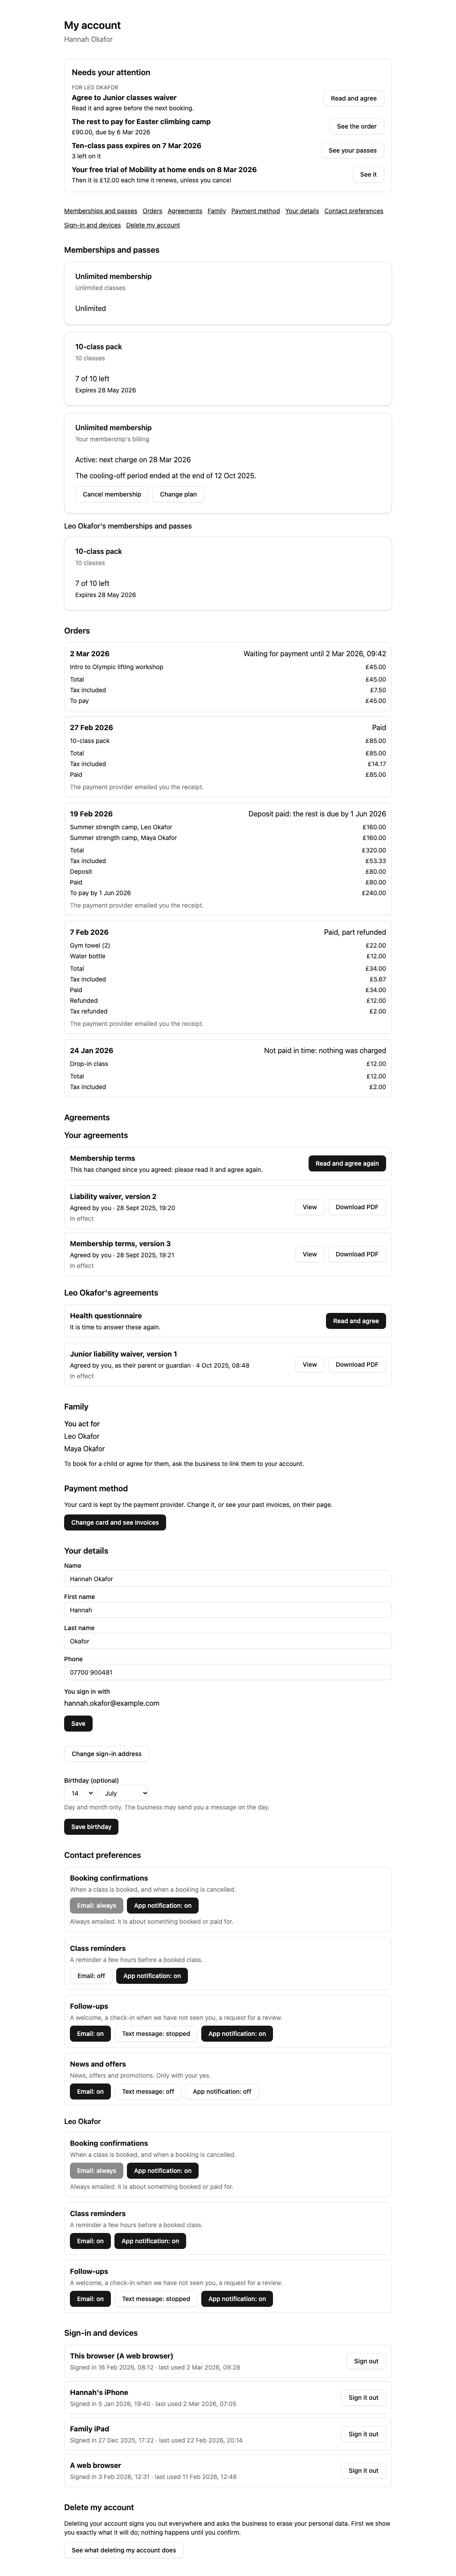 My account
Hannah Okafor
Needs your attention
FOR LEO OKAFOR
Agree to Junior classes waiver
Read it and agree before the next booking.
Read and agree
The rest to pay for Easter climbing camp
£90.00, due by 6 Mar 2026
See the order
Ten-class pass expires on 7 Mar 2026
3 left on it
See your passes
Your free trial of Mobility at home ends on 8 Mar 2026
Then it is £12.00 each time it renews, unless you cancel
See it
Memberships and passes Orders Agreements Family Payment method Your details Contact preferences
Sign-in and devices Delete my account
Memberships and passes
Unlimited membership
Unlimited classes
Unlimited
10-class pack
10 classes
7 of 10 left
Expires 28 May 2026
Unlimited membership
Your membership's billing
Active: next charge on 28 Mar 2026
The cooling-off period ended at the end of 12 Oct 2025.
Cancel membership Change plan
Leo Okafor's memberships and passes
10-class pack
10 classes
7 of 10 left
Expires 28 May 2026
Orders
2 Mar 2026 Waiting for payment until 2 Mar 2026, 09:42
Intro to Olympic lifting workshop £45.00
Total £45.00
Tax included £7.50
To pay £45.00
27 Feb 2026 Paid
10-class pack £85.00
Total £85.00
Tax included £14.17
Paid £85.00
The payment provider emailed you the receipt.
19 Feb 2026 Deposit paid: the rest is due by 1 Jun 2026
Summer strength camp, Leo Okafor £160.00
Summer strength camp, Maya Okafor £160.00
Total £320.00
Tax included £53.33
Deposit £80.00
Paid £80.00
To pay by 1 Jun 2026 £240.00
The payment provider emailed you the receipt.
7 Feb 2026 Paid, part refunded
Gym towel (2) £22.00
Water bottle £12.00
Total £34.00
Tax included £5.67
Paid £34.00
Refunded £12.00
Tax refunded £2.00
The payment provider emailed you the receipt.
24 Jan 2026 Not paid in time: nothing was charged
Drop-in class £12.00
Total £12.00
Tax included £2.00
Agreements
Your agreements
Membership terms
This has changed since you agreed: please read it and agree again.
Read and agree again
Liability waiver, version 2
Agreed by you · 28 Sept 2025, 19:20
In effect
View Download PDF
Membership terms, version 3
Agreed by you · 28 Sept 2025, 19:21
In effect
View Download PDF
Leo Okafor's agreements
Health questionnaire
It is time to answer these again.
Read and agree
Junior liability waiver, version 1
Agreed by you, as their parent or guardian · 4 Oct 2025, 08:48
In effect
View Download PDF
Family
You act for
Leo Okafor
Maya Okafor
To book for a child or agree for them, ask the business to link them to your account.
Payment method
Your card is kept by the payment provider. Change it, or see your past invoices, on their page.
Change card and see invoices
Your details
Name
Hannah Okafor
First name
Hannah
Last name
Okafor
Phone
07700 900481
You sign in with
hannah.okafor@example.com
Save
Change sign-in address
Birthday (optional)
14 July
Day and month only. The business may send you a message on the day.
Save birthday
Contact preferences
Booking confirmations
When a class is booked, and when a booking is cancelled.
Email: always App notification: on
Always emailed: it is about something booked or paid for.
Class reminders
A reminder a few hours before a booked class.
Email: off App notification: on
Follow-ups
A welcome, a check-in when we have not seen you, a request for a review.
Email: on Text message: stopped App notification: on
News and offers
News, offers and promotions. Only with your yes.
Email: on Text message: off App notification: off
Leo Okafor
Booking confirmations
When a class is booked, and when a booking is cancelled.
Email: always App notification: on
Always emailed: it is about something booked or paid for.
Class reminders
A reminder a few hours before a booked class.
Email: on App notification: on
Follow-ups
A welcome, a check-in when we have not seen you, a request for a review.
Email: on Text message: stopped App notification: on
Sign-in and devices
This browser (A web browser)
Signed in 16 Feb 2026, 08:12 · last used 2 Mar 2026, 09:28
Sign out
Hannah's iPhone
Signed in 5 Jan 2026, 19:40 · last used 2 Mar 2026, 07:05
Sign it out
Family iPad
Signed in 27 Dec 2025, 17:22 · last used 22 Feb 2026, 20:14
Sign it out
A web browser
Signed in 3 Feb 2026, 12:31 · last used 11 Feb 2026, 12:48
Sign it out
Delete my account
Deleting your account signs you out everywhere and asks the business to erase your personal data. First we show
you exactly what it will do; nothing happens until you confirm.
See what deleting my account does